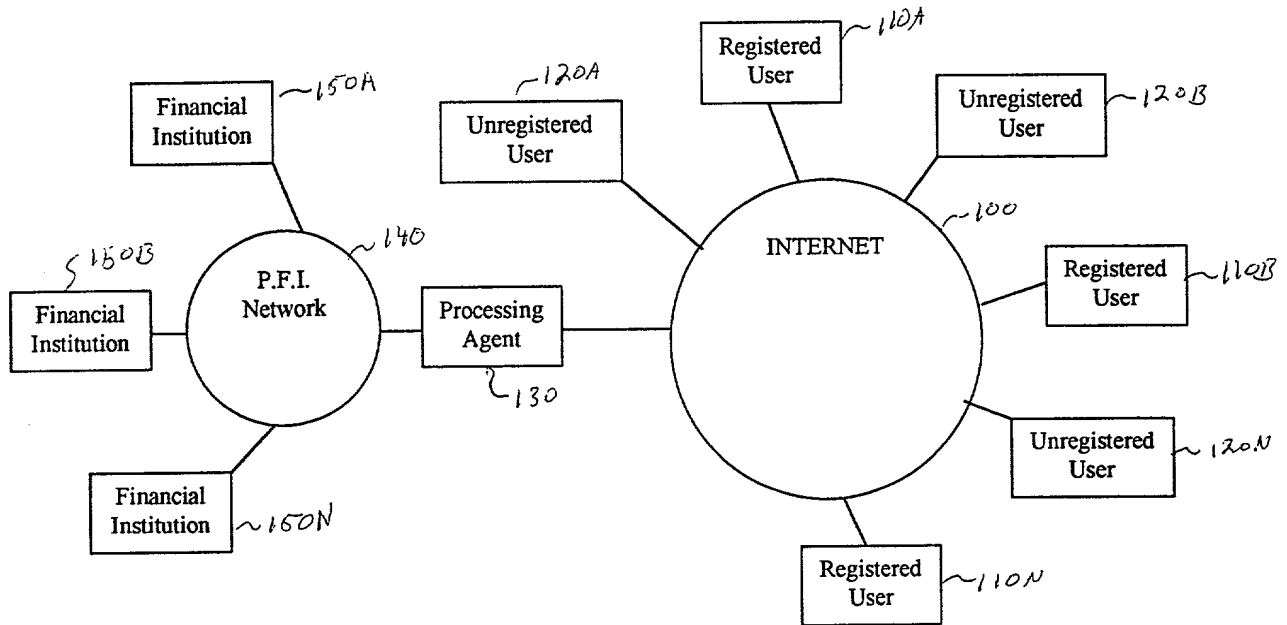 110A
Registered
User
150A
120A
Financial
Institution
Unregistered
User
Unregistered
User
120B
100
INTERNET
140
P.F.I.
Network
150B
Registered
User
110B
Financial
Institution
Processing
Agent
130
Unregistered
User
120N
Financial
Institution
150N
Registered
User
110N